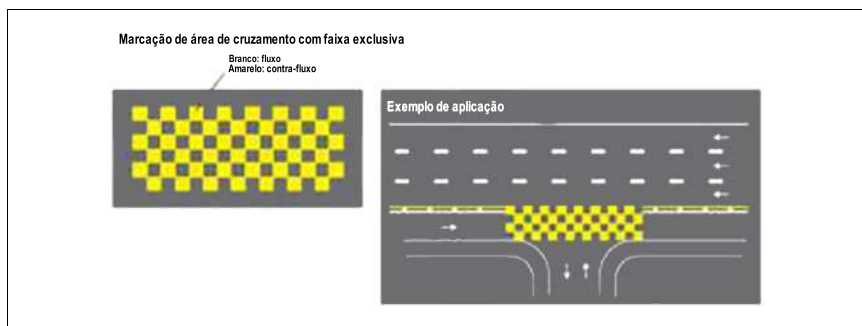 Marcação de área de cruzamento com faixa exclusiva
Branco: fluxo
Amarelo: contra-fluxo
Exemplo de aplicação